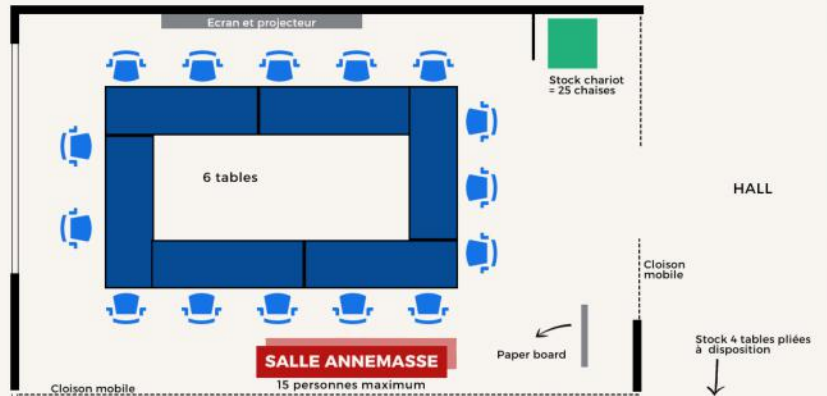 Ecran et projecteur
Stock chariot
= 25 chaises
6 tables
HALL
Cloison
mobile
Paper board
Stock 4 tables pliées
à disposition
SALLE ANNEMASSE
15 personnes maximum
Cloison mobile